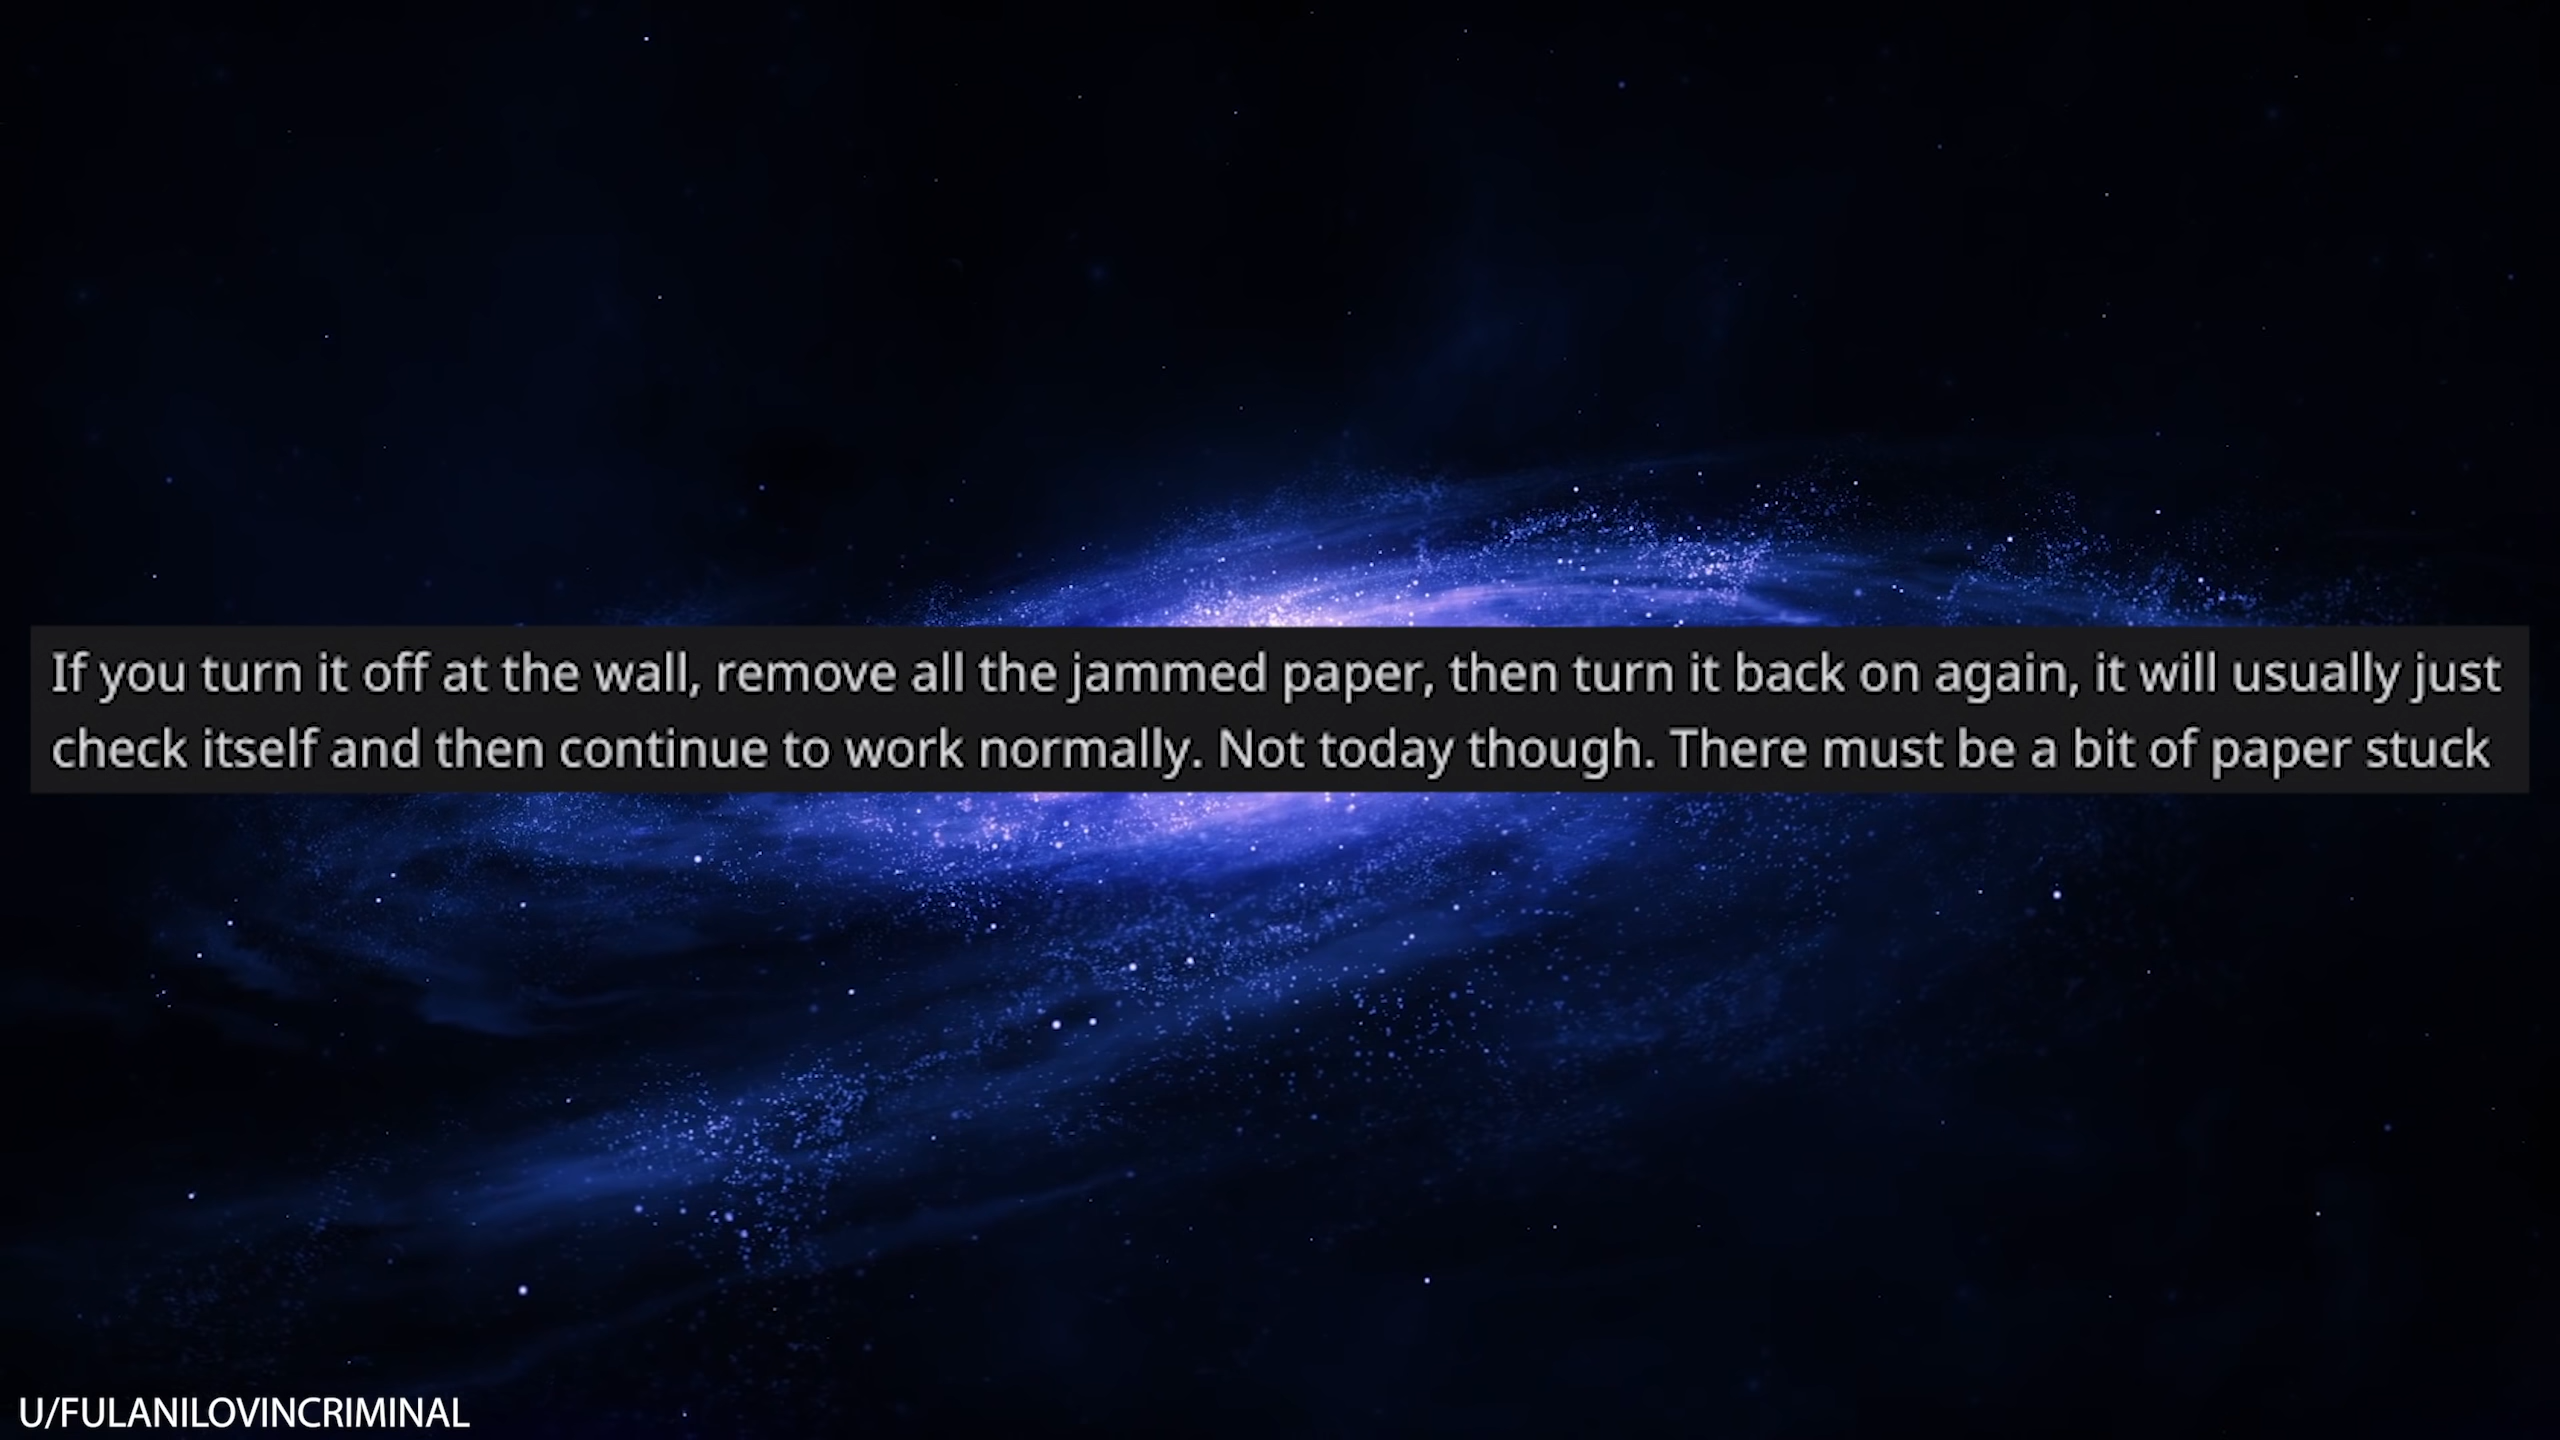 If you turn it off at the wall, remove all the jammed paper, then turn it back on again, it will usually just
check itself and then continue to work normally. Not today though. There must be a bit of paper stuck
U/FULANILOVINCRIMINAL